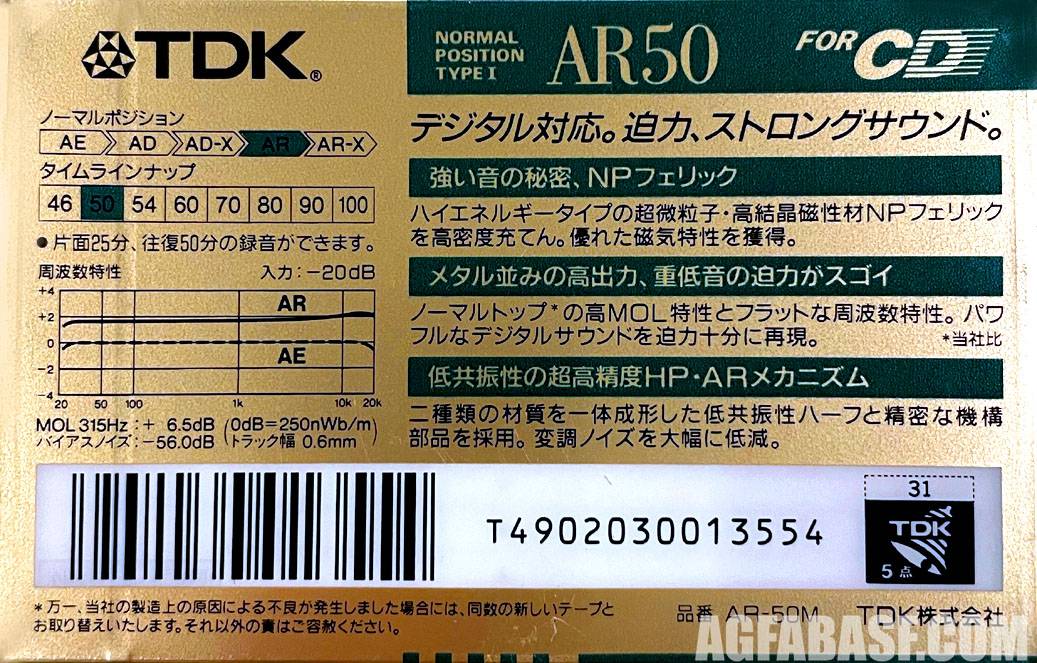 TDK®
NORMAL
POSITION
TYPE I
AR50
FOR CD
ノーマルポジション
AE AD AD-X AR AR-X
タイムラインナップ
46 50 54 60 70 80 90 100
●片面25分、往復50分の録音ができます。
周波数特性 入力:−20dB
+4
+2
0
−2
−4
AR
AE
20 50 100 1k 10k 20k
MOL 315Hz:+ 6.5dB (0dB=250nWb/m)
バイアスノイズ:−56.0dB (トラック幅 0.6mm)
デジタル対応。迫力、ストロングサウンド。
強い音の秘密、NPフェリック
ハイエネルギータイプの超微粒子・高結晶磁性材NPフェリック
を高密度充てん。優れた磁気特性を獲得。
メタル並みの高出力、重低音の迫力がスゴイ
ノーマルトップ*の高MOL特性とフラットな周波数特性。パワ
フルなデジタルサウンドを迫力十分に再現。 *当社比
低共振性の超高精度HP・ARメカニズム
二種類の材質を一体成形した低共振性ハーフと精密な機構
部品を採用。変調ノイズを大幅に低減。
T4902030013554
31
TDK
5点
*万一、当社の製造上の原因による不良が発生しました場合には、同数の新しいテープと
お取り替えいたします。それ以外の責はご容赦ください。
品番 AR-50M TDK株式会社
AGFABASE.COM